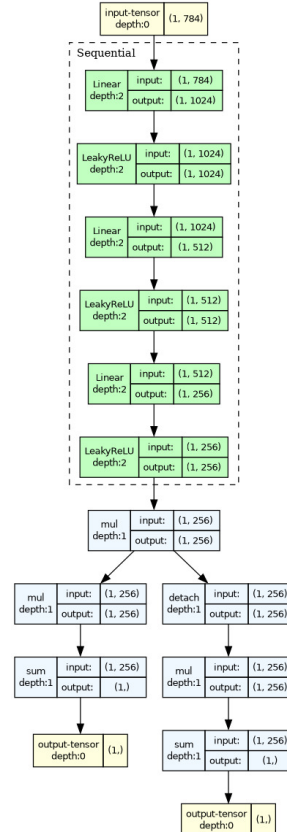 input-tensor
depth:0
(1, 784)
Sequential
Linear
depth:2
input:
(1, 784)
output:
(1, 1024)
LeakyReLU
depth:2
input:
(1, 1024)
output:
(1, 1024)
Linear
depth:2
input:
(1, 1024)
output:
(1, 512)
LeakyReLU
depth:2
input:
(1, 512)
output:
(1, 512)
Linear
depth:2
input:
(1, 512)
output:
(1, 256)
LeakyReLU
depth:2
input:
(1, 256)
output:
(1, 256)
mul
depth:1
input:
(1, 256)
output:
(1, 256)
mul
depth:1
input:
(1, 256)
output:
(1, 256)
detach
depth:1
input:
(1, 256)
output:
(1, 256)
sum
depth:1
input:
(1, 256)
output:
(1,)
mul
depth:1
input:
(1, 256)
output:
(1, 256)
output-tensor
depth:0
(1,)
sum
depth:1
input:
(1, 256)
output:
(1,)
output-tensor
depth:0
(1,)